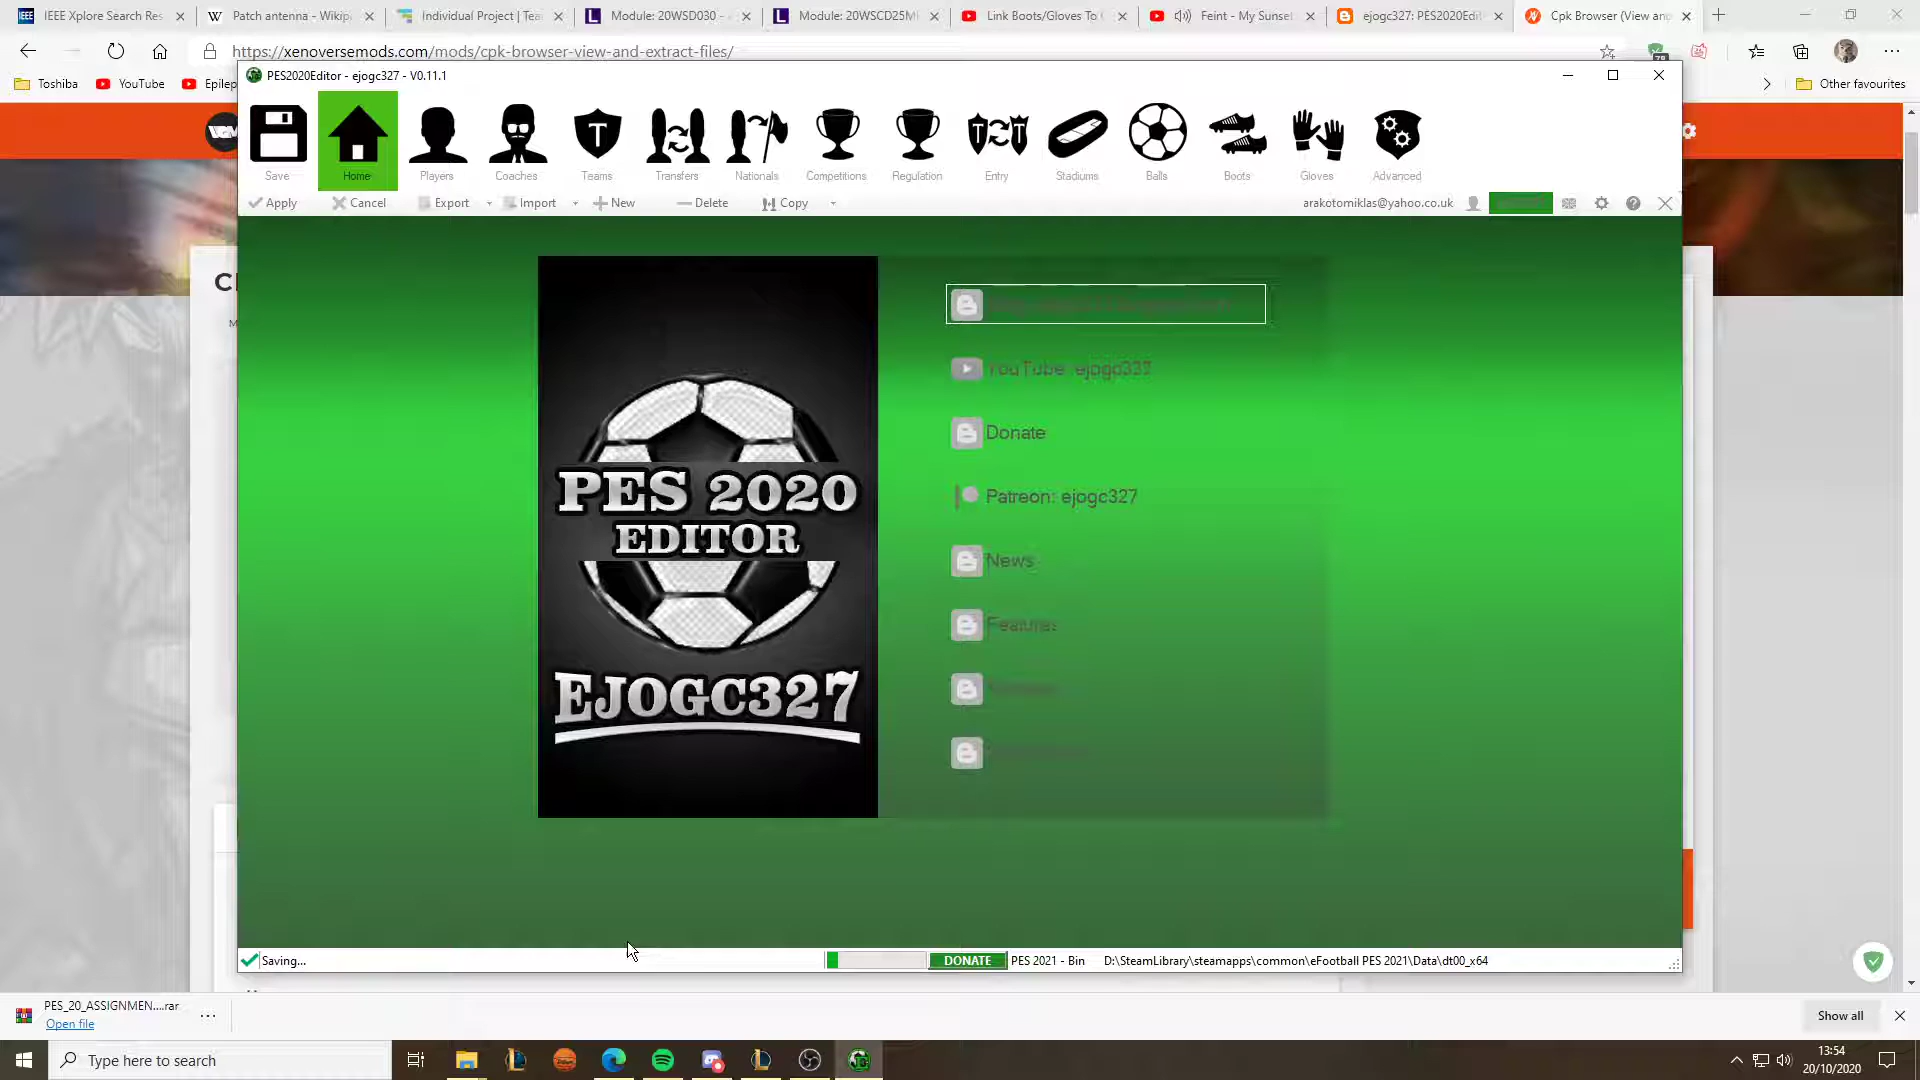 IEEE Xplore Search Res
Patch antenna - Wikipe
Individual Project | Tea
Module: 20WSD030 -
Module: 20WSCD25M
Link Boots/Gloves To
Feint - My Sunset
ejogc327: PES2020Edit
Cpk Browser (View and
https://xenoversemods.com/mods/cpk-browser-view-and-extract-files/
Toshiba
YouTube
Other favourites
PES2020Editor - ejogc327 - V0.11.1
Save
Home
Players
Coaches
Teams
Transfers
Nationals
Competitions
Regulation
Entry
Stadiums
Balls
Boots
Gloves
Advanced
Apply
Cancel
Export
Import
New
Delete
Copy
arakotomiklas@yahoo.co.uk
PES 2020
EDITOR
EJOGC327
Donate
Patreon: ejogc327
News
Features
Saving...
DONATE
PES 2021 - Bin
D:\SteamLibrary\steamapps\common\eFootball PES 2021\Data\dt00_x64
PES_20_ASSIGNMEN....rar
Open file
Show all
Type here to search
13:54
20/10/2020